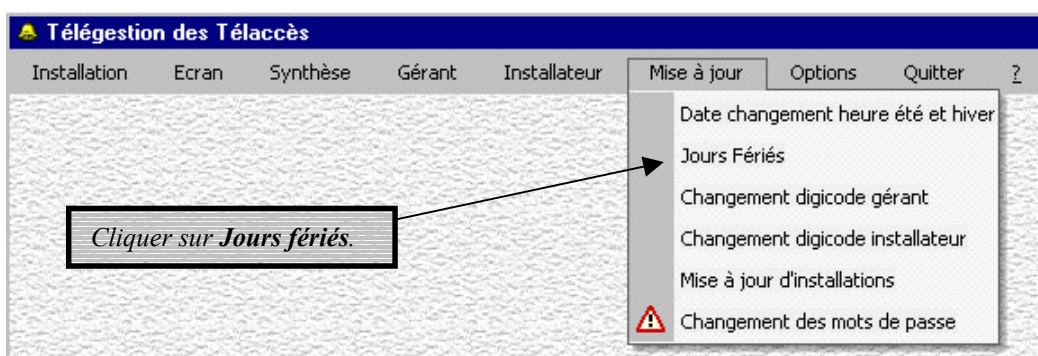 Télégestion des Télaccès
Installation Ecran Synthèse Gérant Installateur Mise à jour Options Quitter ?
Date changement heure été et hiver
Jours Fériés
Changement digicode gérant
Changement digicode installateur
Mise à jour d'installations
Changement des mots de passe
Cliquer sur Jours fériés.